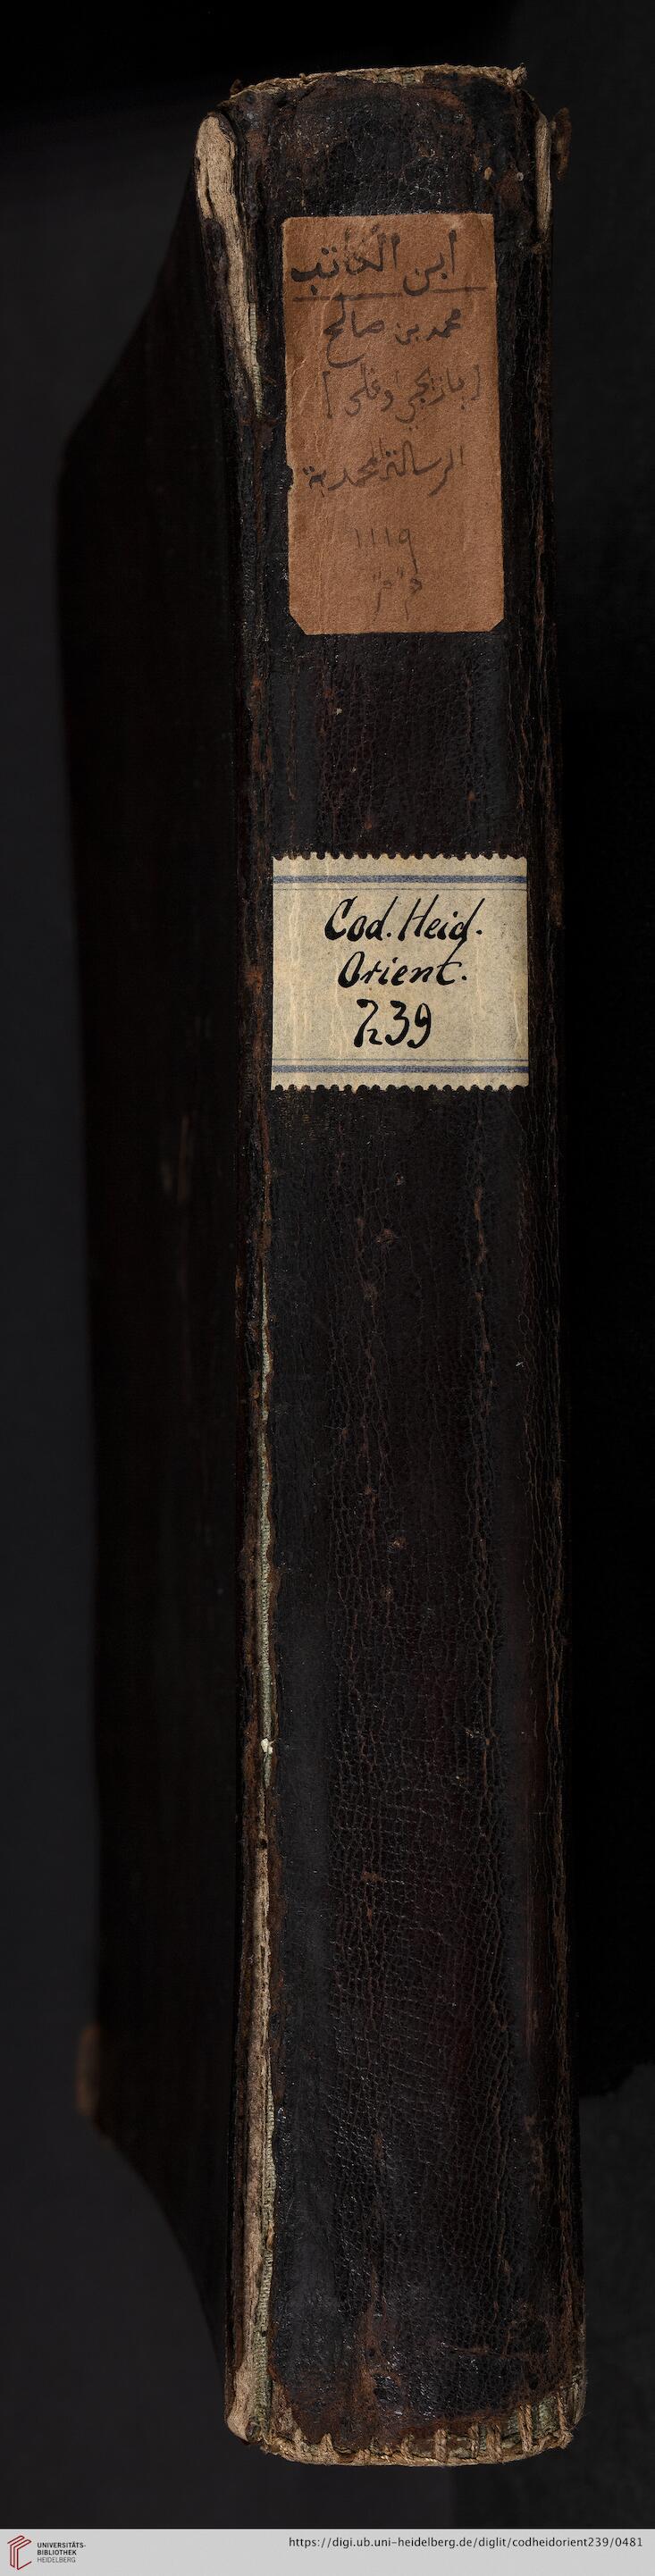 ابن الكاتب
محمد بن صالح
[يازيجي اوغلى]
الرسالة المحمدية
١١١٩
Cod. Heid.
Orient.
239
UNIVERSITÄTS-
BIBLIOTHEK
HEIDELBERG
https://digi.ub.uni-heidelberg.de/diglit/codheidorient239/0481